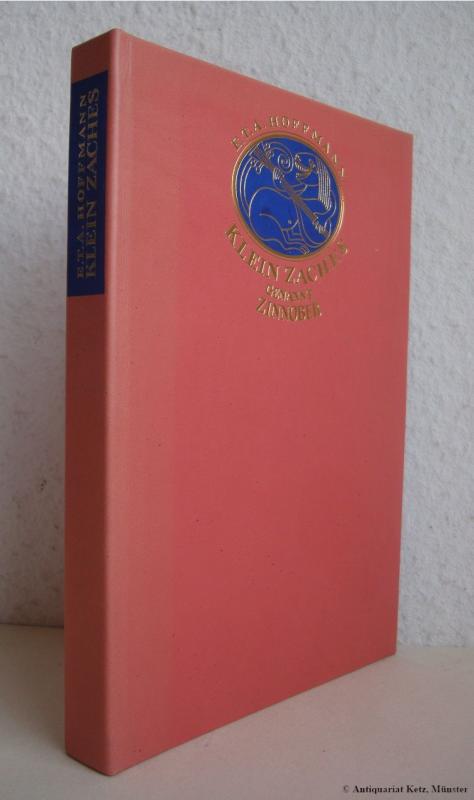 E.T.A. HOFFMANN
KLEIN ZACHES
E.T.A. HOFFMANN
KLEIN ZACHES
GENANNT
ZINNOBER
© Antiquariat Ketz, Münster